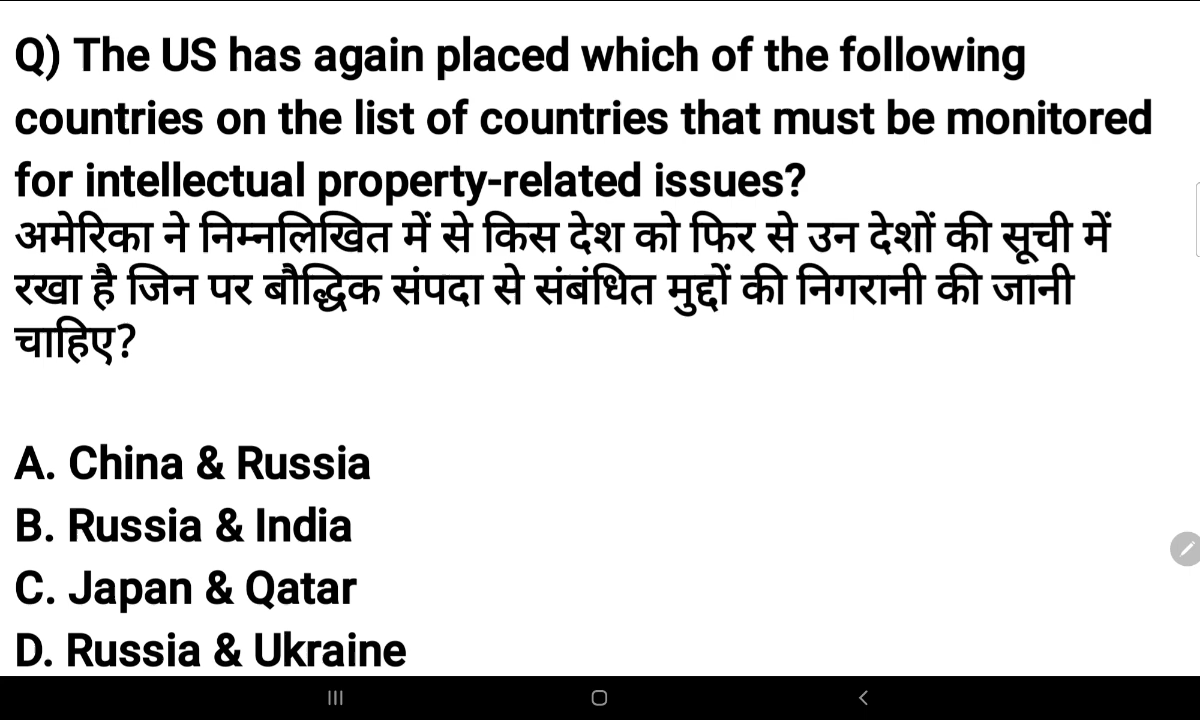 Q) The US has again placed which of the following
countries on the list of countries that must be monitored
for intellectual property-related issues?
अमेरिका ने निम्नलिखित में से किस देश को फिर से उन देशों की सूची में
रखा है जिन पर बौद्धिक संपदा से संबंधित मुद्दों की निगरानी की जानी
चाहिए?
A. China & Russia
B. Russia & India
C. Japan & Qatar
D. Russia & Ukraine